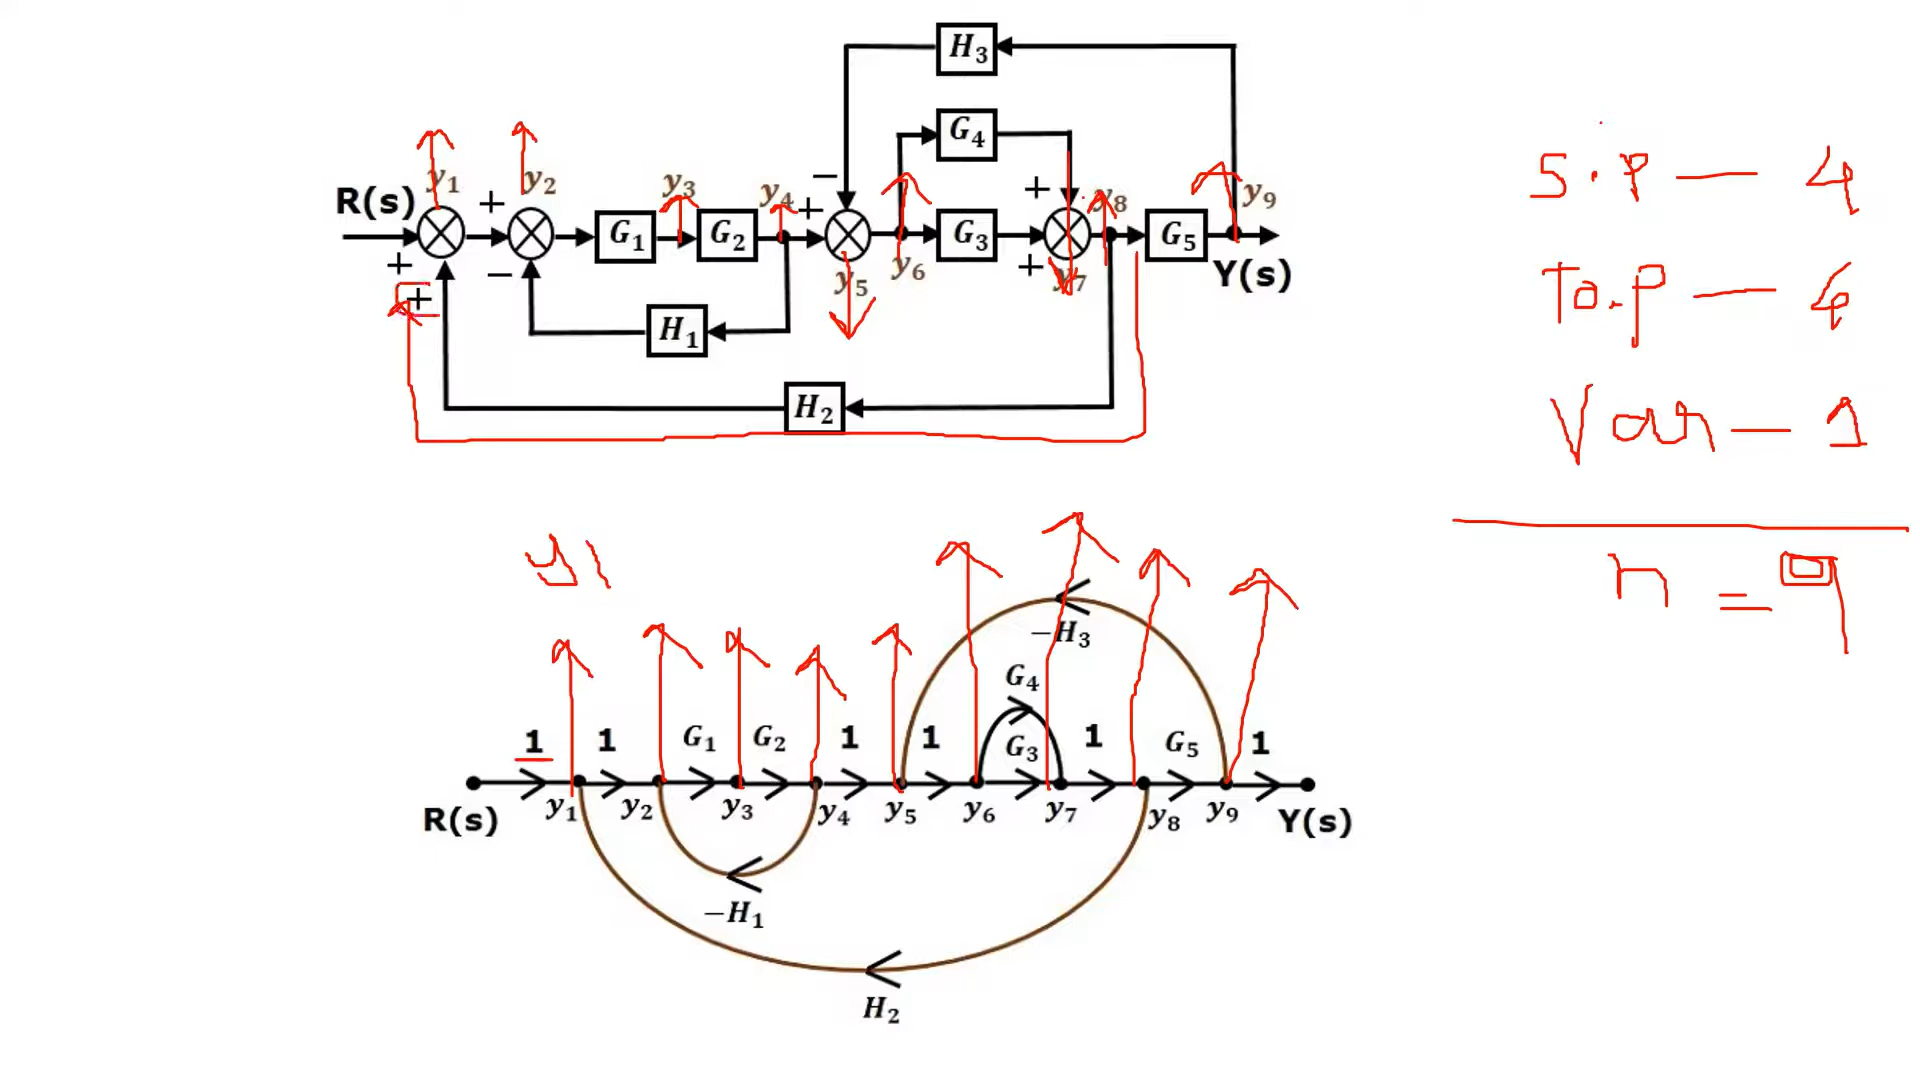 H₃
G₄
y₁ y₂ y₃ y₄ + − + y₈ y₉
R(s) + G₁ G₂ G₃ G₅
+ − y₅ y₆ + y₇ Y(s)
+
H₁
H₂
S.P — 4
Ta.P — 4
Var — 1
n = 9
y1
−H₃
G₄
1 1 G₁ G₂ 1 1 G₃ 1 G₅ 1
R(s) y₁ y₂ y₃ y₄ y₅ y₆ y₇ y₈ y₉ Y(s)
−H₁
H₂